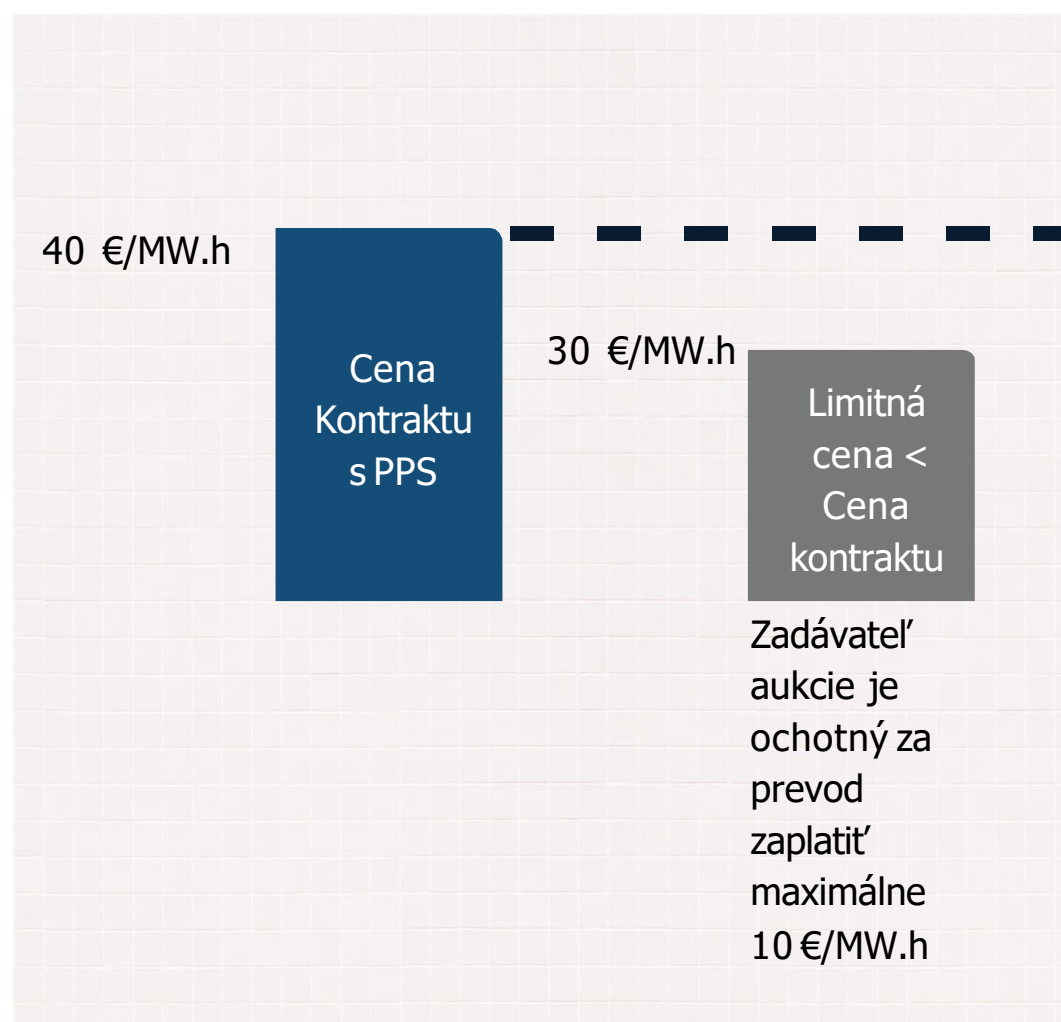 40 €/MW.h
Cena
Kontraktu
s PPS
30 €/MW.h
Limitná
cena <
Cena
kontraktu
Zadávateľ
aukcie je
ochotný za
prevod
zaplatiť
maximálne
10 €/MW.h